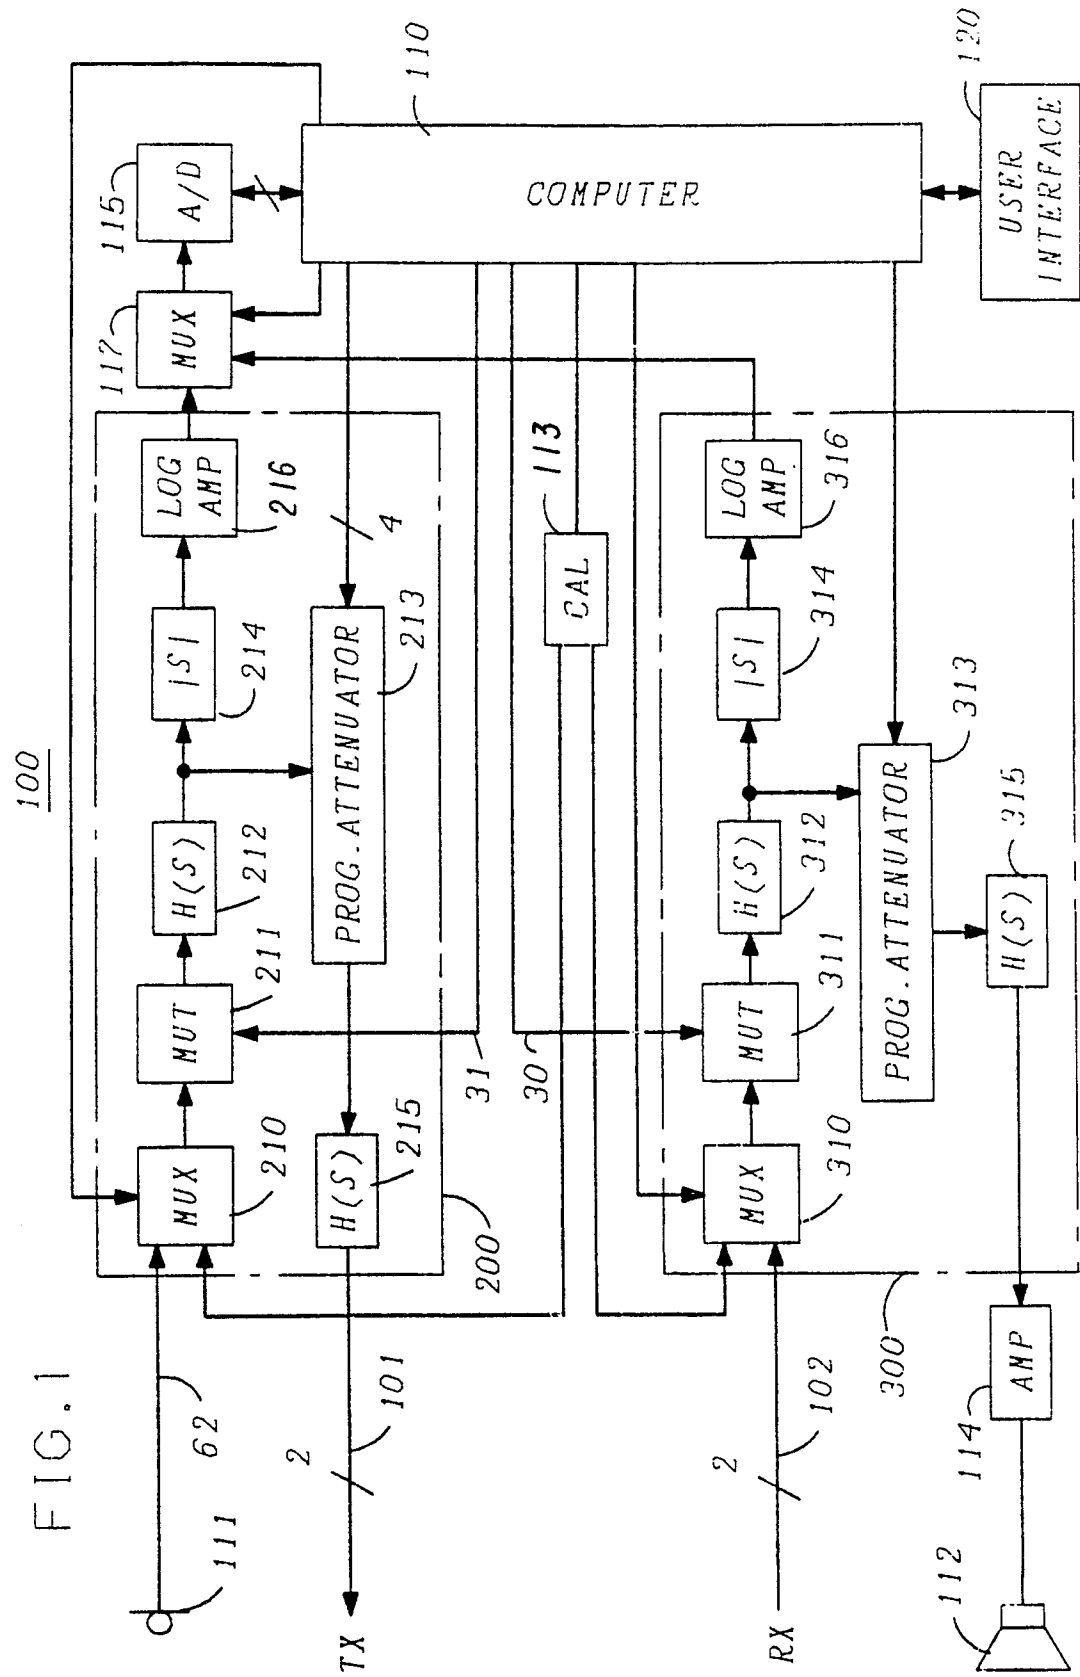 FIG.1
100
111
62
MUX
210
MUT
211
H(S)
212
|S|
214
LOG
AMP
216
MUX
117
A/D
115
TX
2
101
H(S)
215
PROG.ATTENUATOR
213
4
200
31
30
CAL
113
COMPUTER
110
USER
INTERFACE
120
RX
2
102
MUX
310
MUT
311
H(S)
312
|S|
314
LOG
AMP
316
PROG.ATTENUATOR
313
H(S)
315
300
AMP
114
112